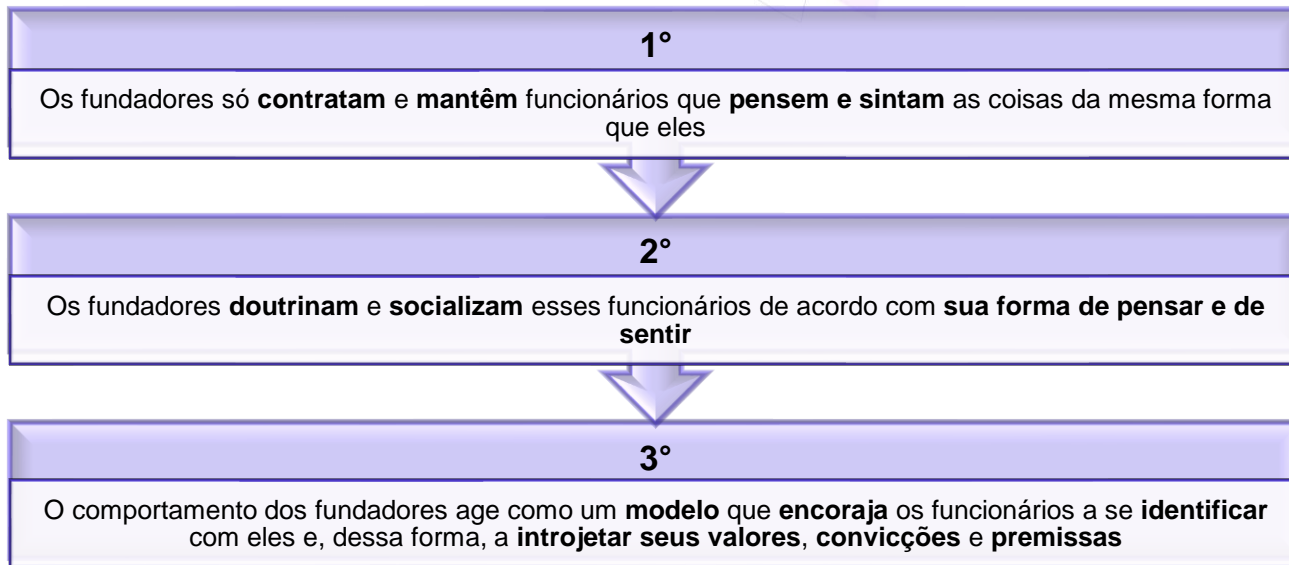 1°
Os fundadores só contratam e mantêm funcionários que pensem e sintam as coisas da mesma forma
que eles
2°
Os fundadores doutrinam e socializam esses funcionários de acordo com sua forma de pensar e de
sentir
3°
O comportamento dos fundadores age como um modelo que encoraja os funcionários a se identificar
com eles e, dessa forma, a introjetar seus valores, convicções e premissas